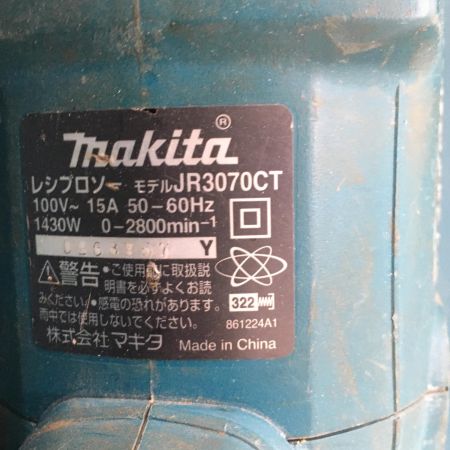 makita®
レシプロソー モデルJR3070CT
100V~ 15A 50-60Hz
1430W 0-2800min⁻¹
Y
⚠警告・ご使用前に取扱説
明書を必ずよくお読
みください・感電の恐れがあります。
雨中では使用しないでください。
322
861224A1
株式会社マキタ Made in China